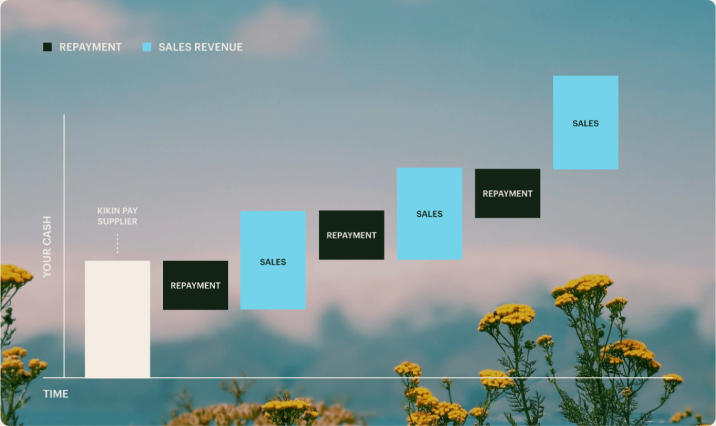 REPAYMENT
SALES REVENUE
YOUR CASH
KIKIN PAY
SUPPLIER
REPAYMENT
SALES
REPAYMENT
SALES
REPAYMENT
SALES
TIME